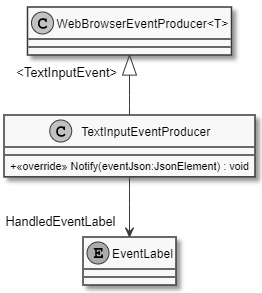 C WebBrowserEventProducer<T>
<TextInputEvent>
C TextInputEventProducer
+«override» Notify(eventJson:JsonElement) : void
HandledEventLabel
E EventLabel